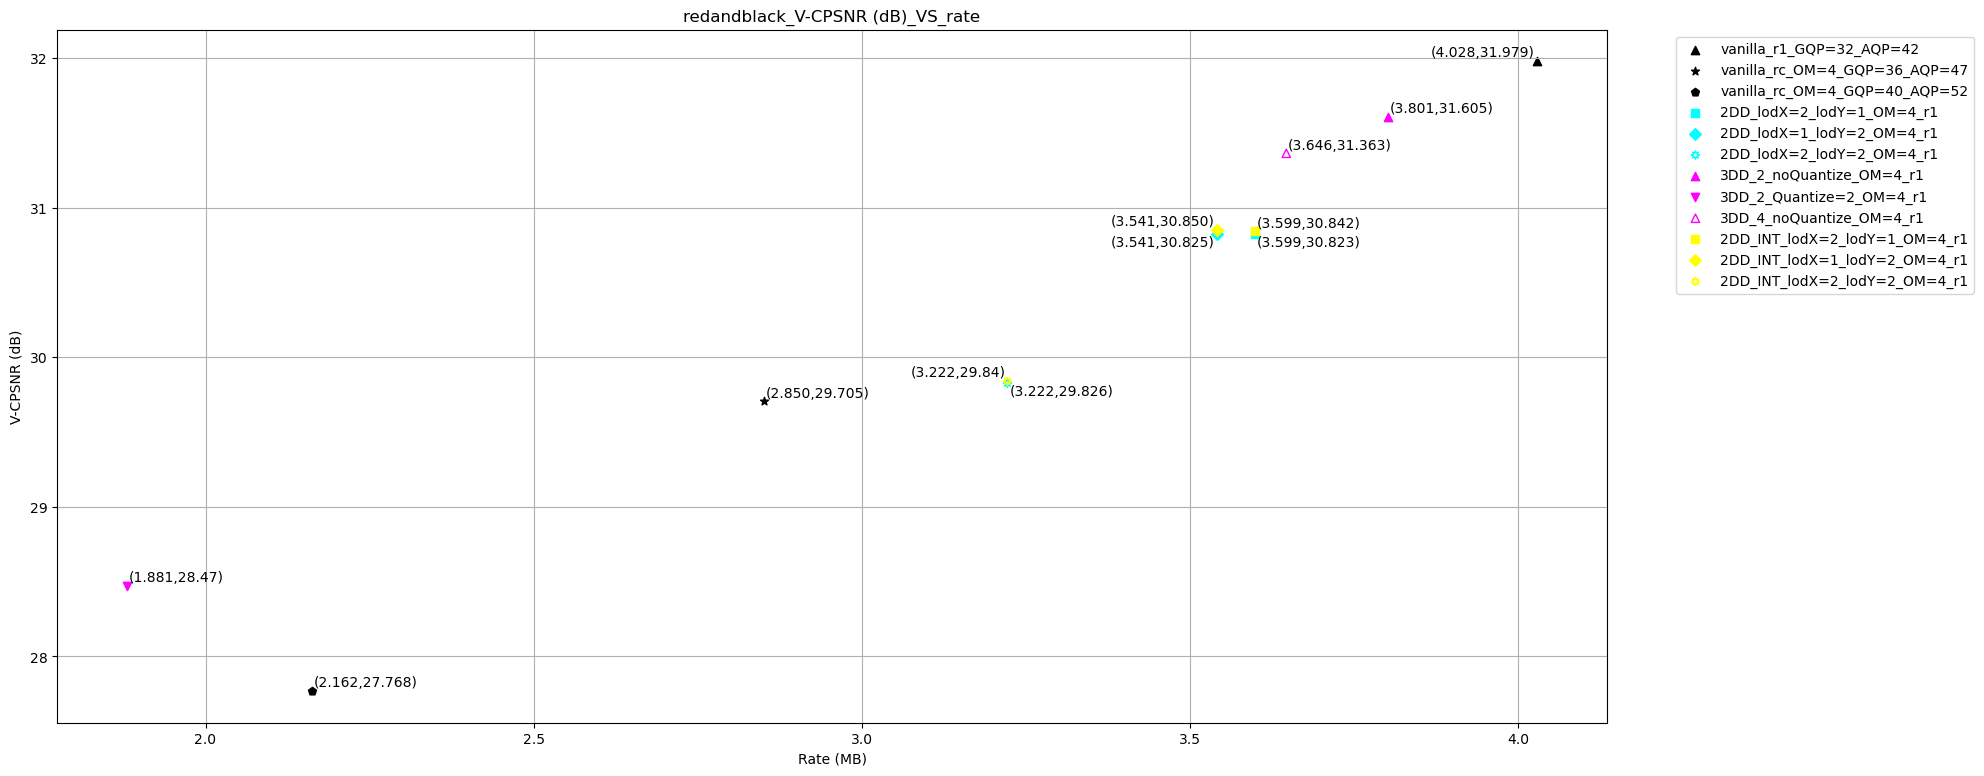 redandblack_V-CPSNR (dB)_VS_rate
32
31
30
29
28
V-CPSNR (dB)
(4.028,31.979)
(3.801,31.605)
(3.646,31.363)
(3.541,30.850)
(3.599,30.842)
(3.541,30.825)
(3.599,30.823)
(3.222,29.84)
(3.222,29.826)
(2.850,29.705)
(1.881,28.47)
(2.162,27.768)
2.0
2.5
3.0
3.5
4.0
Rate (MB)
vanilla_r1_GQP=32_AQP=42
vanilla_rc_OM=4_GQP=36_AQP=47
vanilla_rc_OM=4_GQP=40_AQP=52
2DD_lodX=2_lodY=1_OM=4_r1
2DD_lodX=1_lodY=2_OM=4_r1
2DD_lodX=2_lodY=2_OM=4_r1
3DD_2_noQuantize_OM=4_r1
3DD_2_Quantize=2_OM=4_r1
3DD_4_noQuantize_OM=4_r1
2DD_INT_lodX=2_lodY=1_OM=4_r1
2DD_INT_lodX=1_lodY=2_OM=4_r1
2DD_INT_lodX=2_lodY=2_OM=4_r1